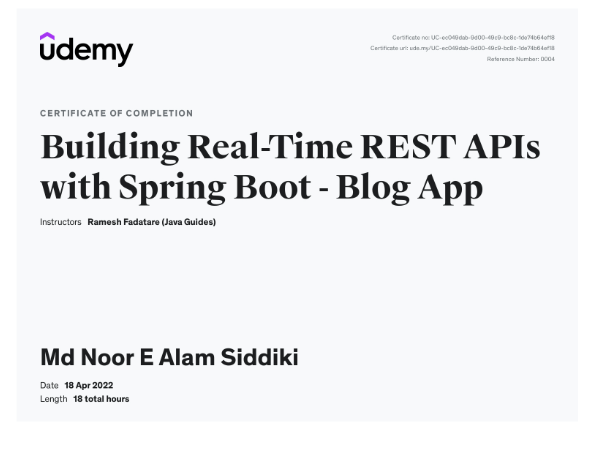 udemy
Certificate no: UC-ec049dab-9d00-49c9-bc8c-1de74b64ef18
Certificate url: ude.my/UC-ec049dab-9d00-49c9-bc8c-1de74b64ef18
Reference Number: 0004
CERTIFICATE OF COMPLETION
Building Real-Time REST APIs
with Spring Boot - Blog App
Instructors Ramesh Fadatare (Java Guides)
Md Noor E Alam Siddiki
Date 18 Apr 2022
Length 18 total hours